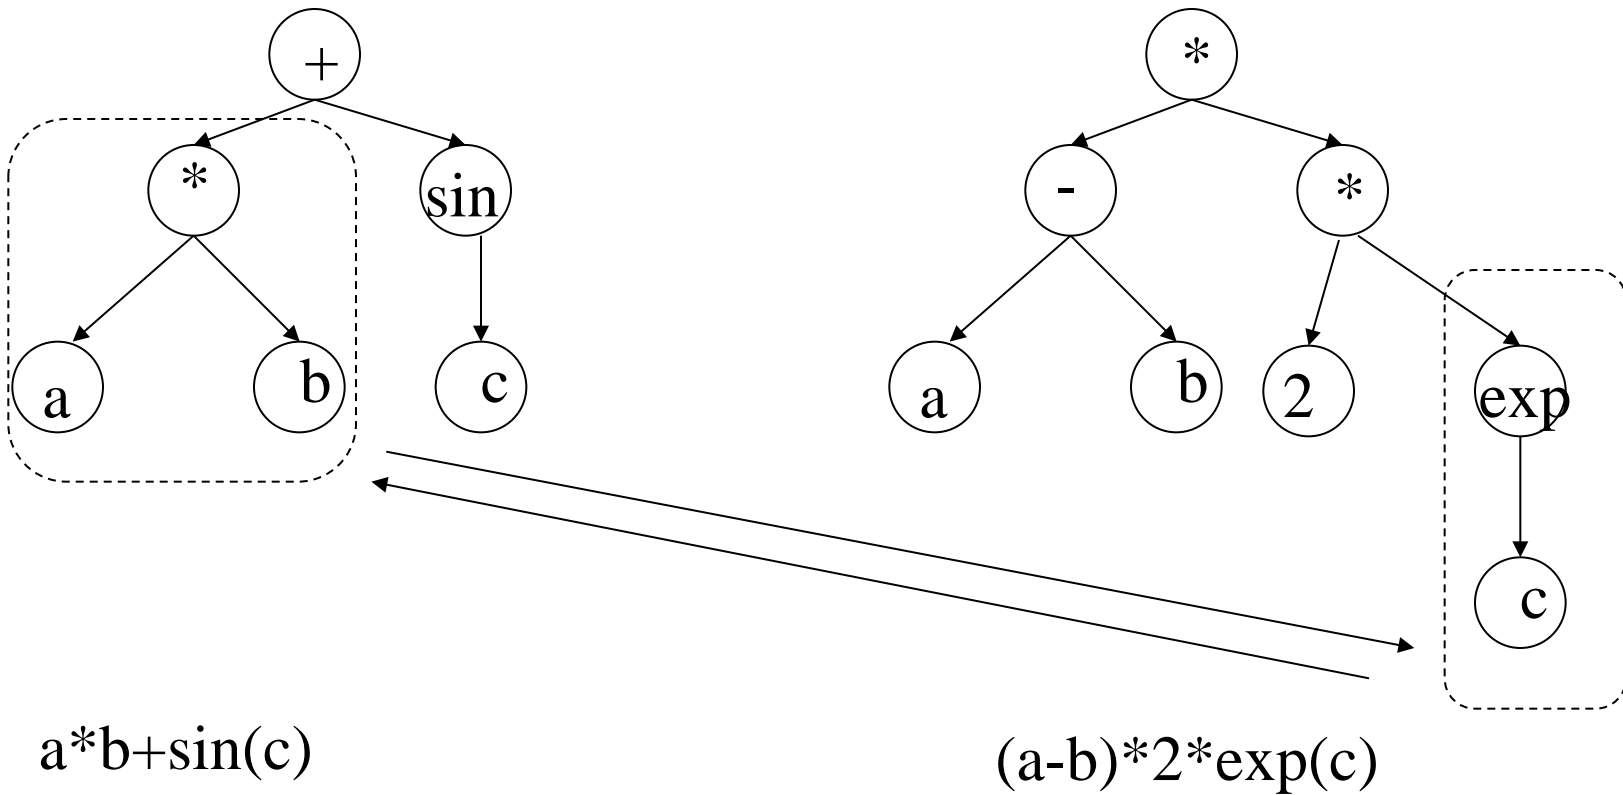 + *
* sin - *
a b c a b 2 exp
c
a*b+sin(c) (a-b)*2*exp(c)